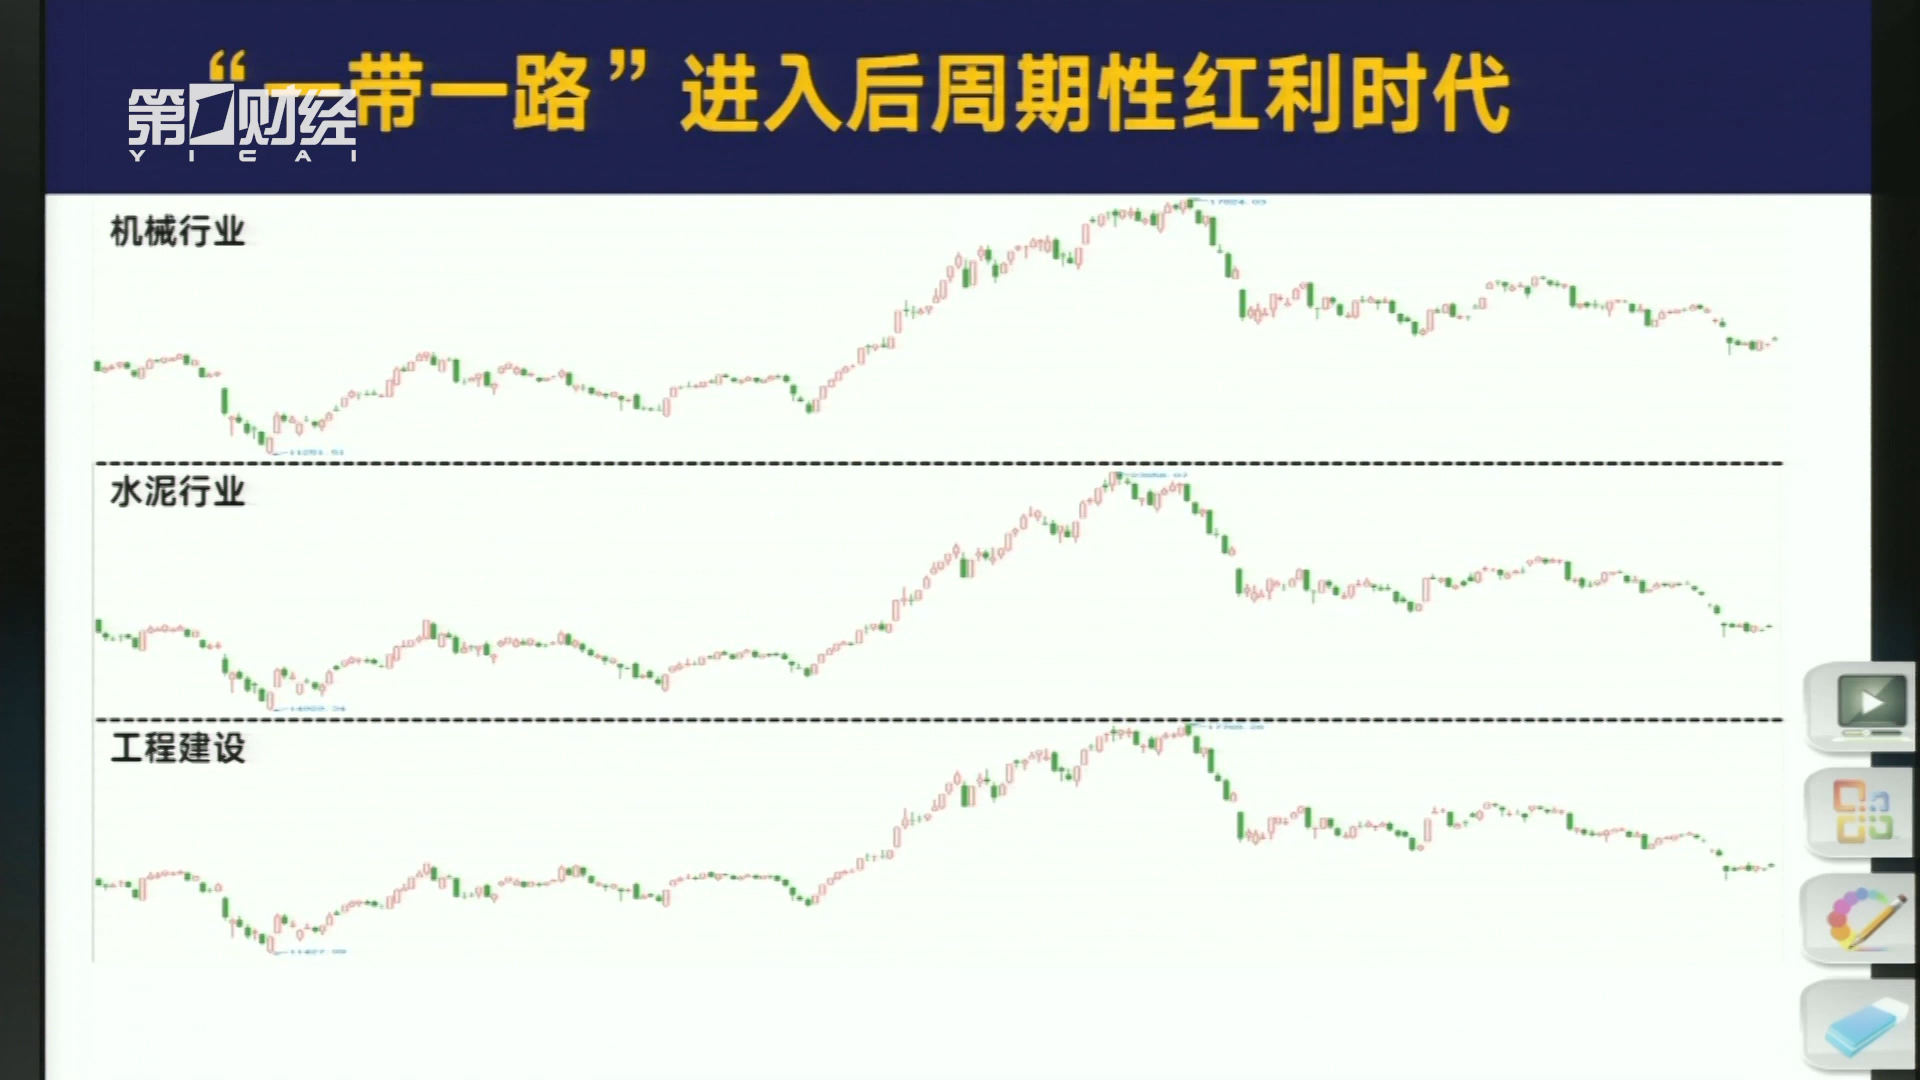 “一带一路”进入后周期性红利时代
第一财经
YICAI
机械行业
水泥行业
工程建设